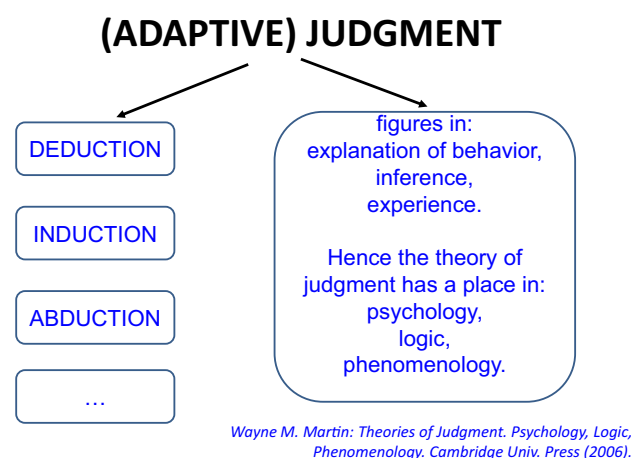 (ADAPTIVE) JUDGMENT
DEDUCTION
INDUCTION
ABDUCTION
…
figures in:
explanation of behavior,
inference,
experience.
Hence the theory of
judgment has a place in:
psychology,
logic,
phenomenology.
Wayne M. Martin: Theories of Judgment. Psychology, Logic,
Phenomenology. Cambridge Univ. Press (2006).